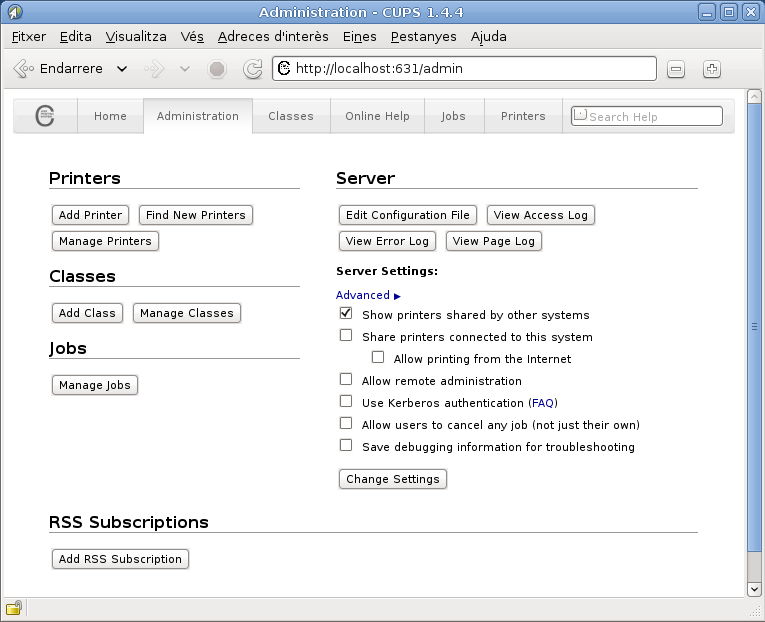 Administration - CUPS 1.4.4
Fitxer Edita Visualitza Vés Adreces d'interès Eines Pestanyes Ajuda
Endarrere http://localhost:631/admin
Home Administration Classes Online Help Jobs Printers Search Help
Printers
Add Printer Find New Printers
Manage Printers
Classes
Add Class Manage Classes
Jobs
Manage Jobs
Server
Edit Configuration File View Access Log
View Error Log View Page Log
Server Settings:
Advanced ▶
Show printers shared by other systems
Share printers connected to this system
Allow printing from the Internet
Allow remote administration
Use Kerberos authentication (FAQ)
Allow users to cancel any job (not just their own)
Save debugging information for troubleshooting
Change Settings
RSS Subscriptions
Add RSS Subscription